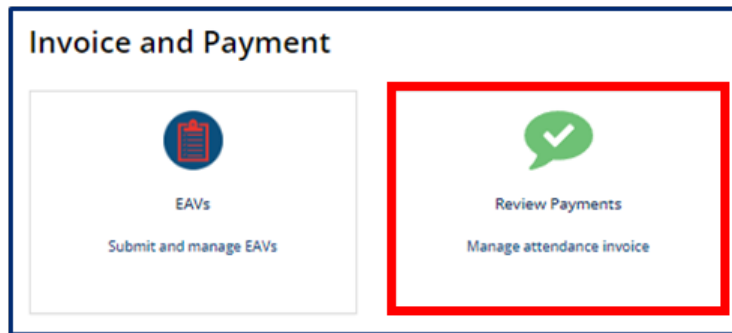 Invoice and Payment
EAVs
Submit and manage EAVs
Review Payments
Manage attendance invoice